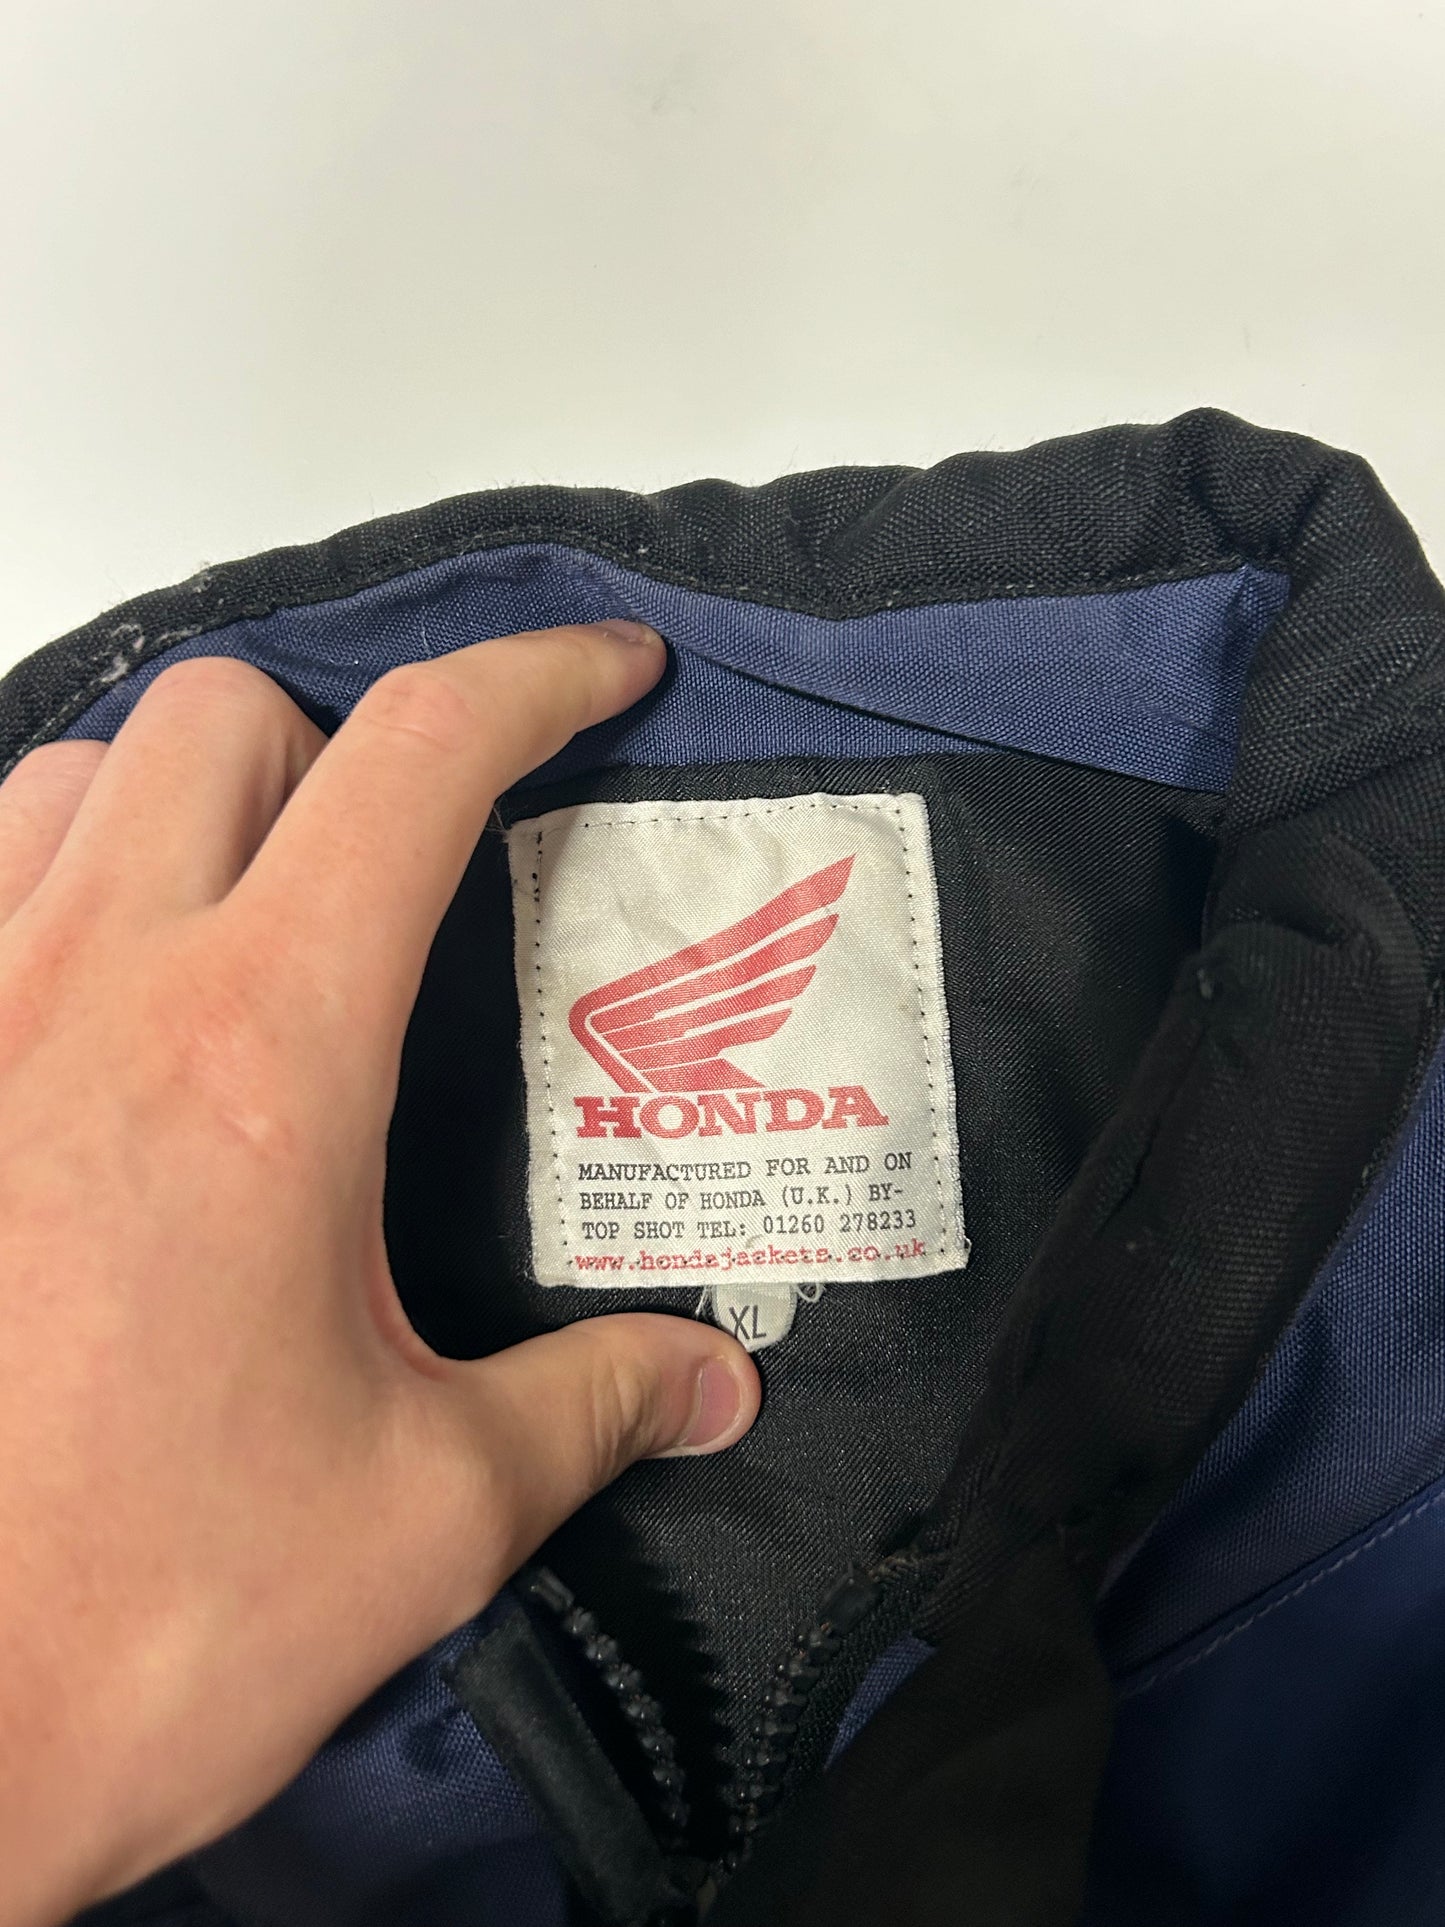 HONDA
MANUFACTURED FOR AND ON
BEHALF OF HONDA (U.K.) BY-
TOP SHOT TEL: 01260 278233
www.hondajackets.co.uk
XL